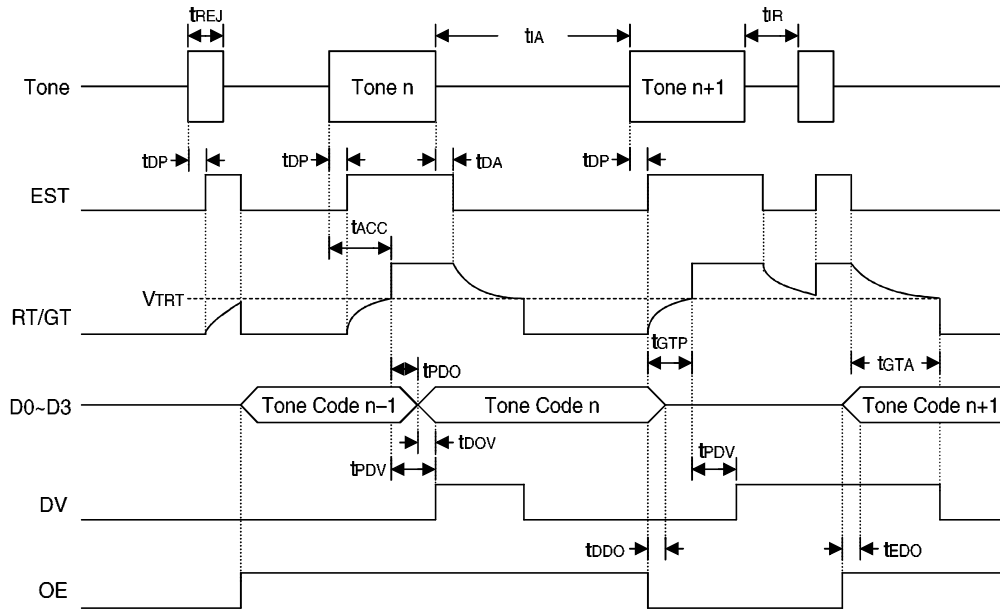 tREJ
tIA
tIR
Tone
Tone n
Tone n+1
tDP
tDP
tDA
tDP
EST
tACC
VTRT
RT/GT
tGTP
tGTA
tPDO
D0~D3
Tone Code n–1
Tone Code n
Tone Code n+1
tDOV
tPDV
tPDV
DV
tDDO
tEDO
OE